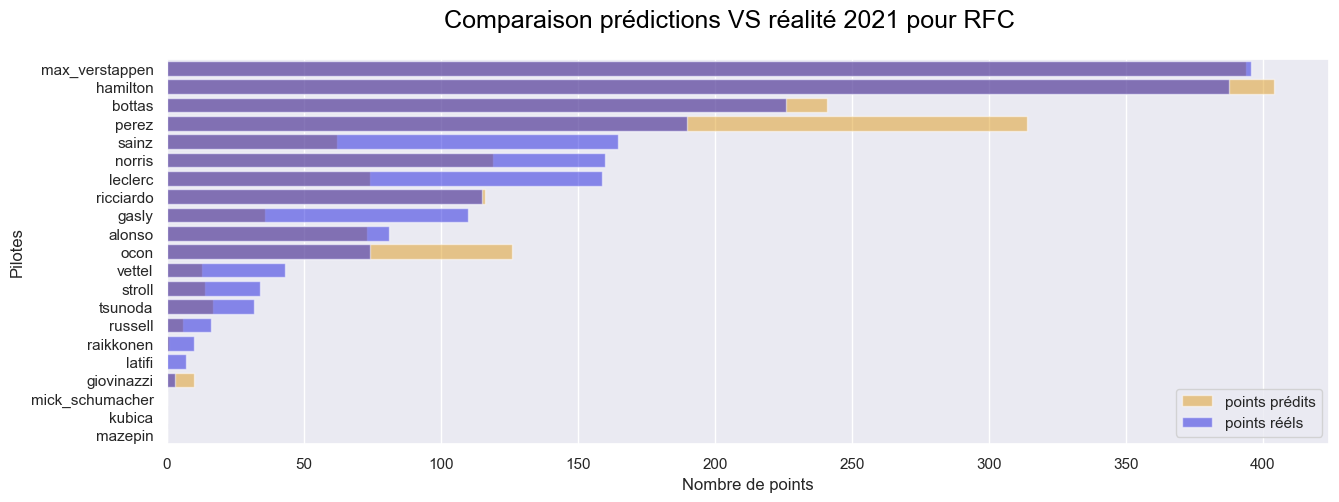 Comparaison prédictions VS réalité 2021 pour RFC
Pilotes
max_verstappen
hamilton
bottas
perez
sainz
norris
leclerc
ricciardo
gasly
alonso
ocon
vettel
stroll
tsunoda
russell
raikkonen
latifi
giovinazzi
mick_schumacher
kubica
mazepin
points prédits
points réëls
0 50 100 150 200 250 300 350 400
Nombre de points